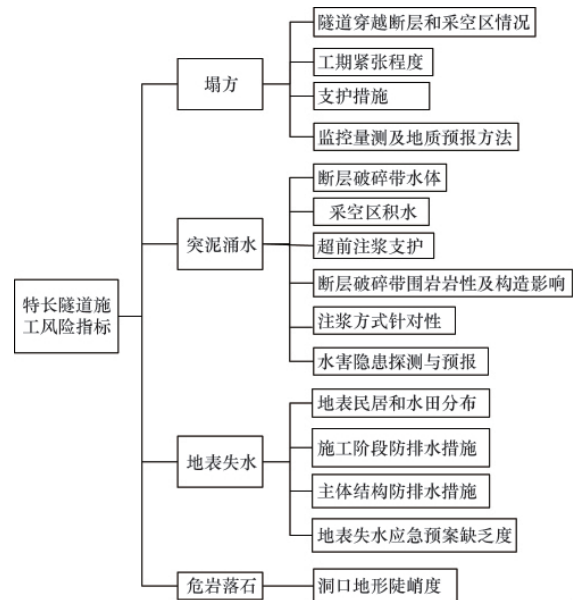 特长隧道施
工风险指标
塌方
隧道穿越断层和采空区情况
工期紧张程度
支护措施
监控量测及地质预报方法
突泥涌水
断层破碎带水体
采空区积水
超前注浆支护
断层破碎带围岩岩性及构造影响
注浆方式针对性
水害隐患探测与预报
地表失水
地表民居和水田分布
施工阶段防排水措施
主体结构防排水措施
地表失水应急预案缺乏度
危岩落石
洞口地形陡峭度